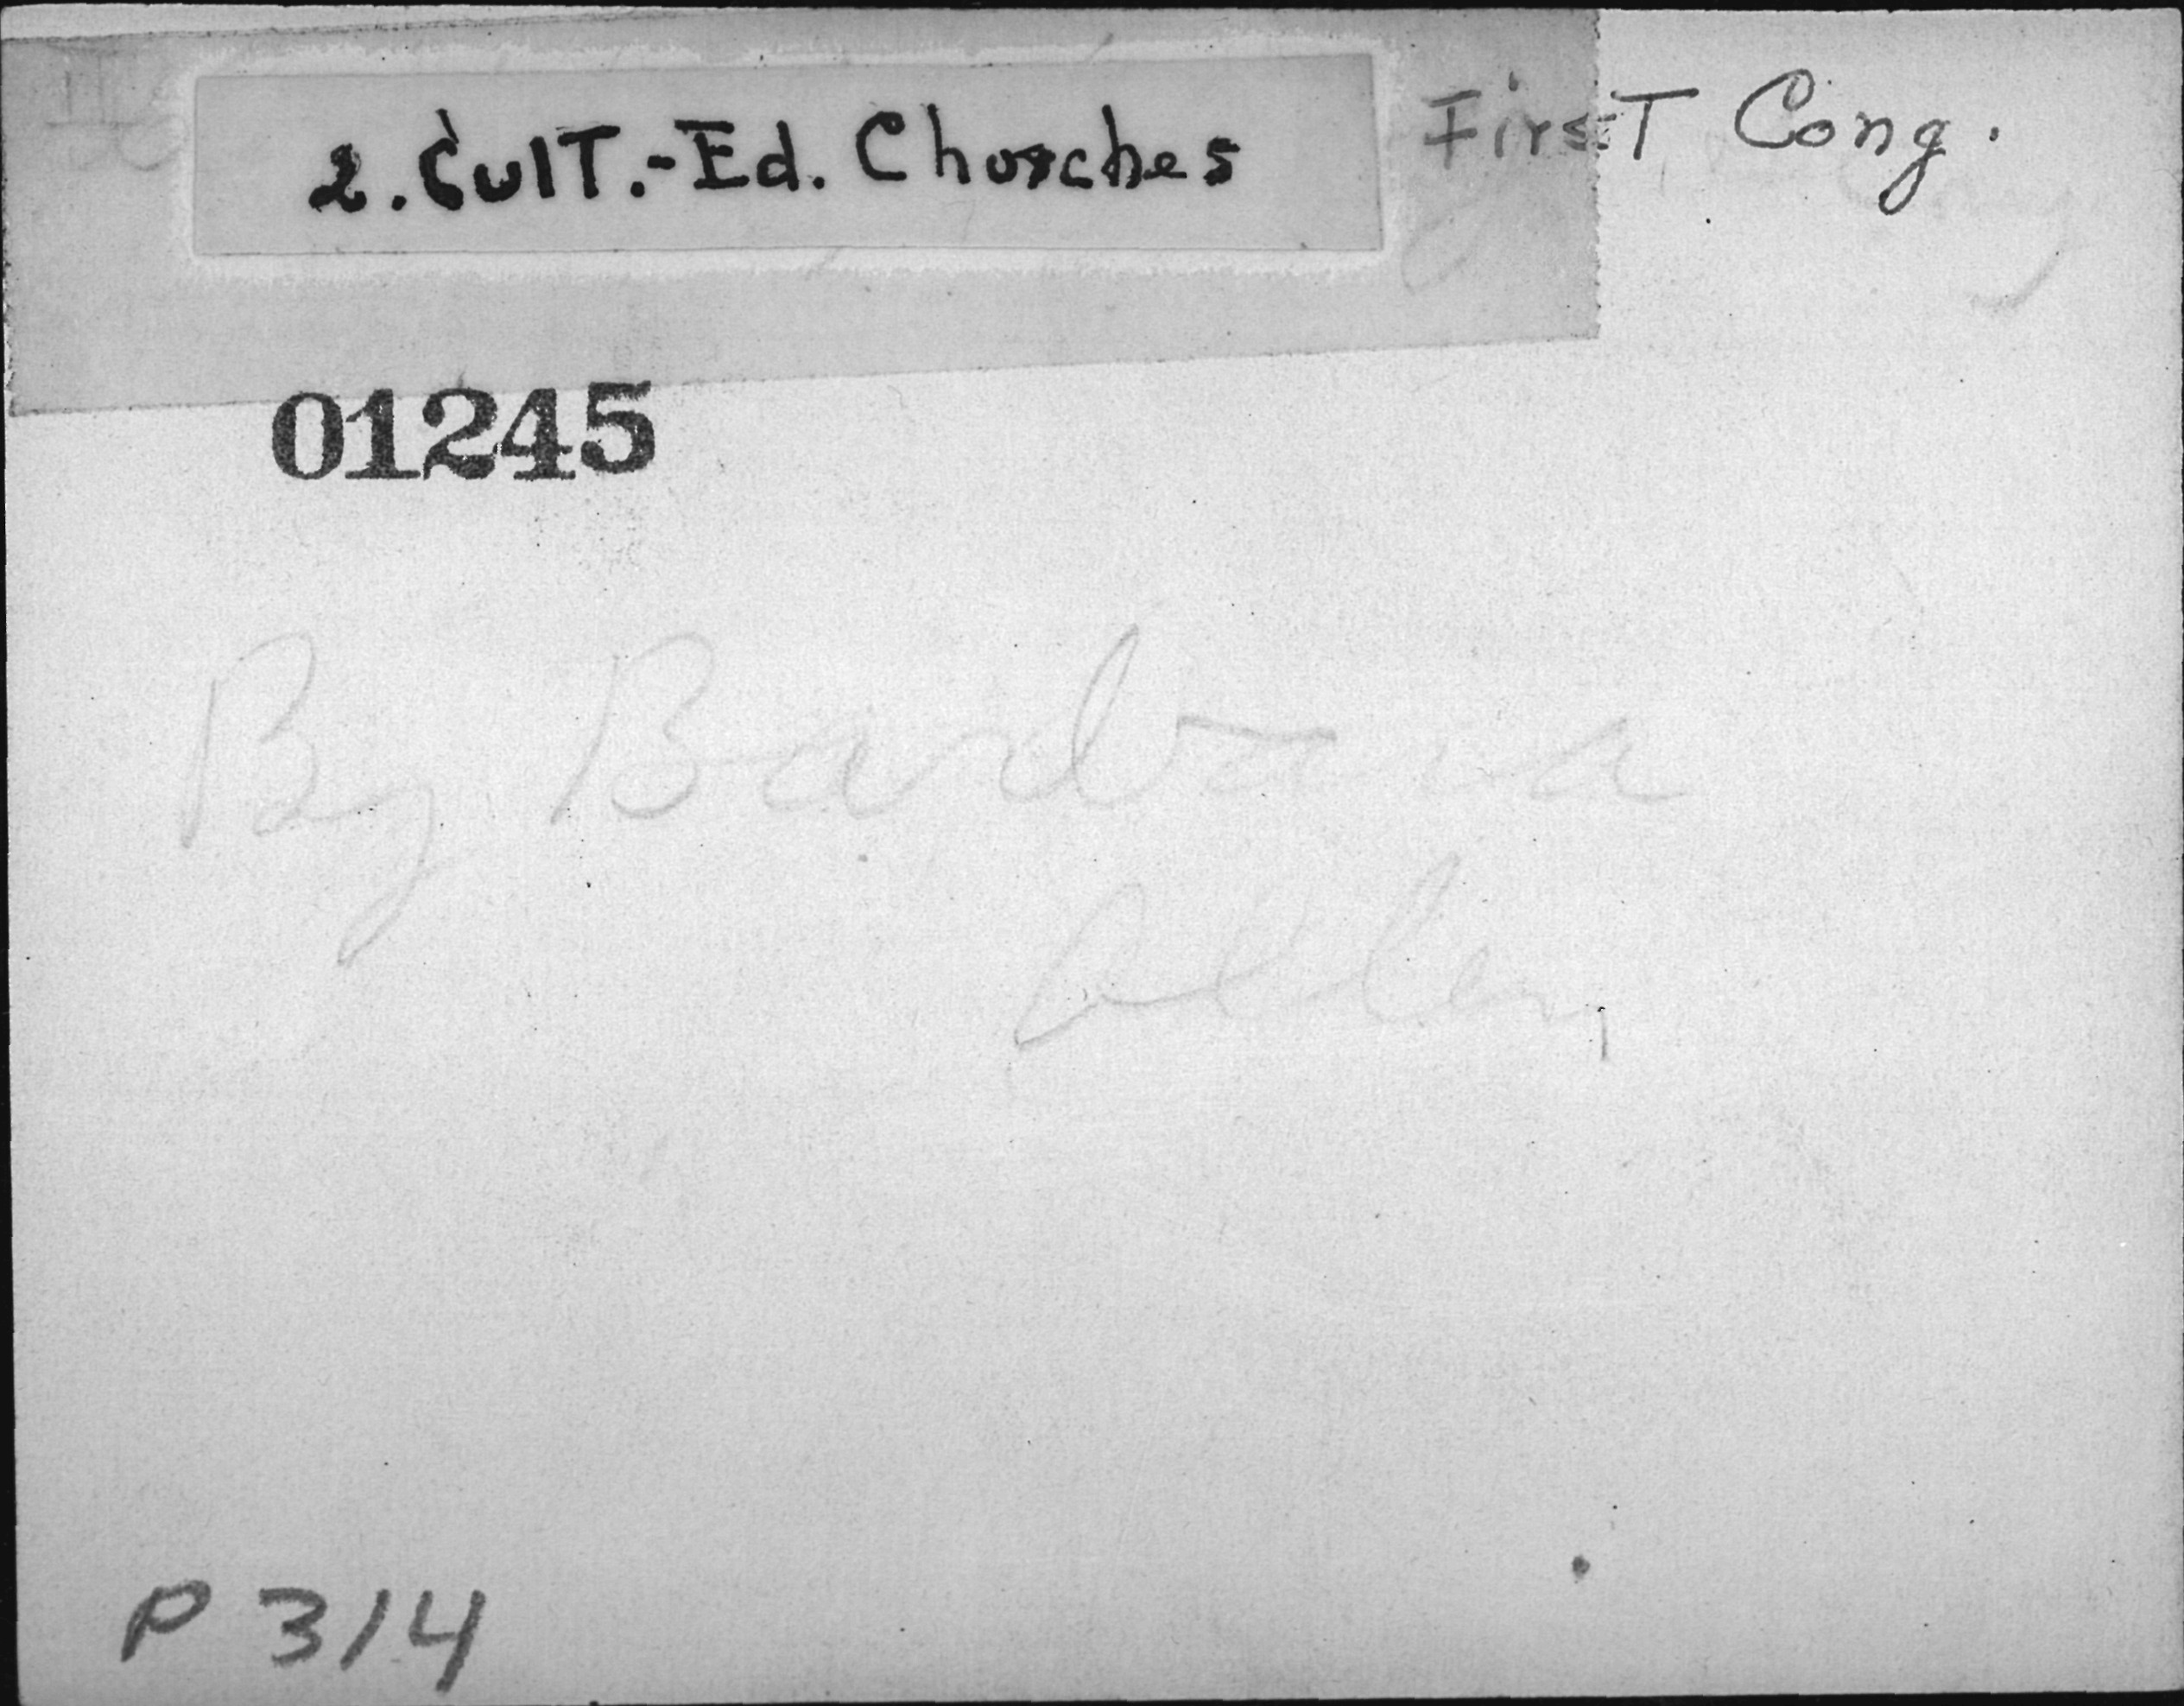 2. CulT.-Ed. Churches FirsT Cong.
01245
By Barbara
Allen
P 314